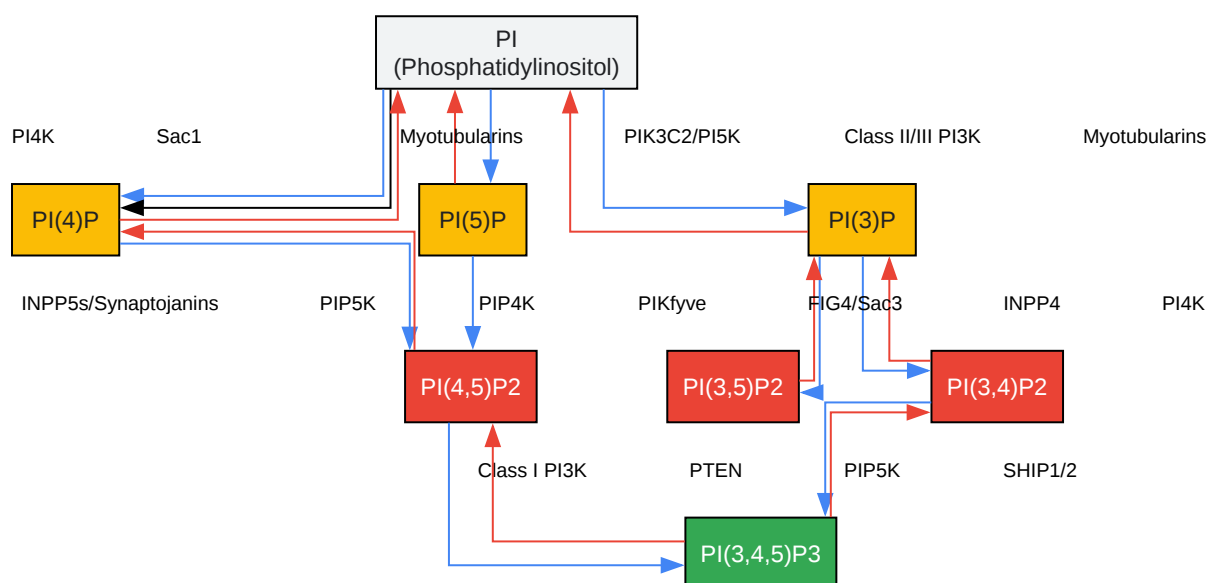 PI
(Phosphatidylinositol)
PI4K
Sac1
Myotubularins
PIK3C2/PI5K
Class II/III PI3K
Myotubularins
PI(4)P
PI(5)P
PI(3)P
INPP5s/Synaptojanins
PIP5K
PIP4K
PIKfyve
FIG4/Sac3
INPP4
PI4K
PI(4,5)P2
PI(3,5)P2
PI(3,4)P2
Class I PI3K
PTEN
PIP5K
SHIP1/2
PI(3,4,5)P3